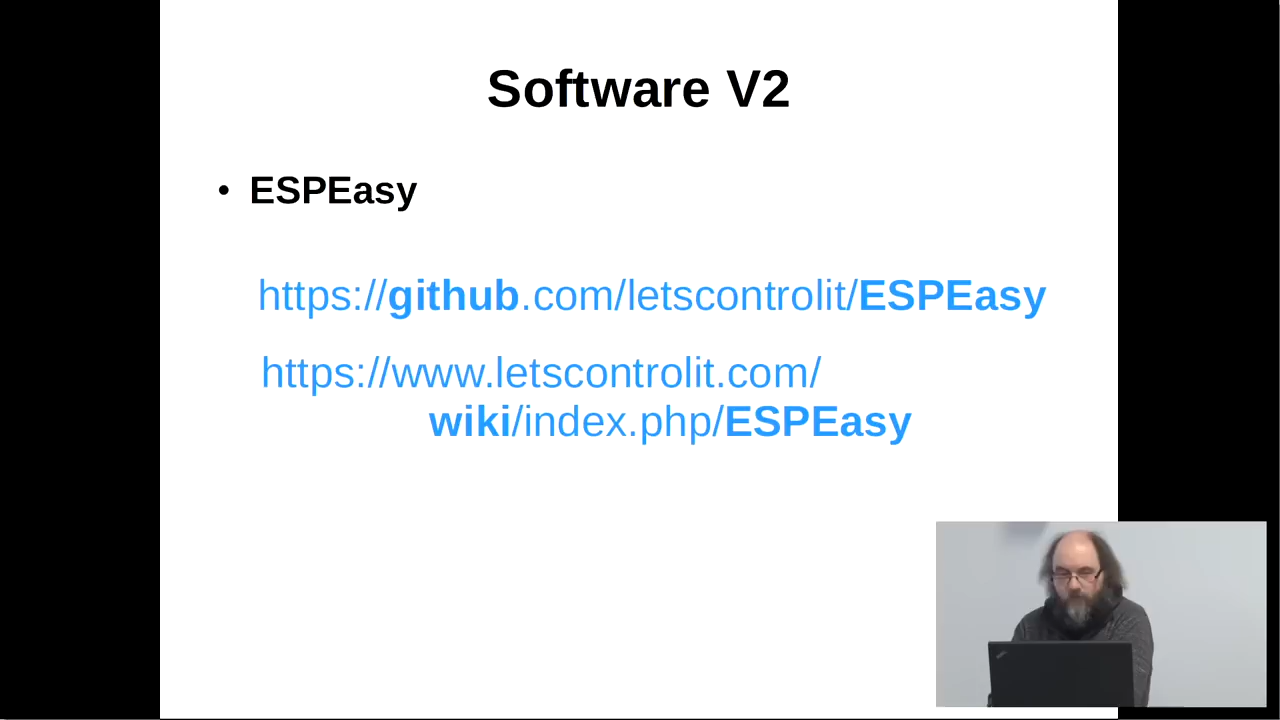 Software V2
• ESPEasy
https://github.com/letscontrolit/ESPEasy
https://www.letscontrolit.com/
wiki/index.php/ESPEasy